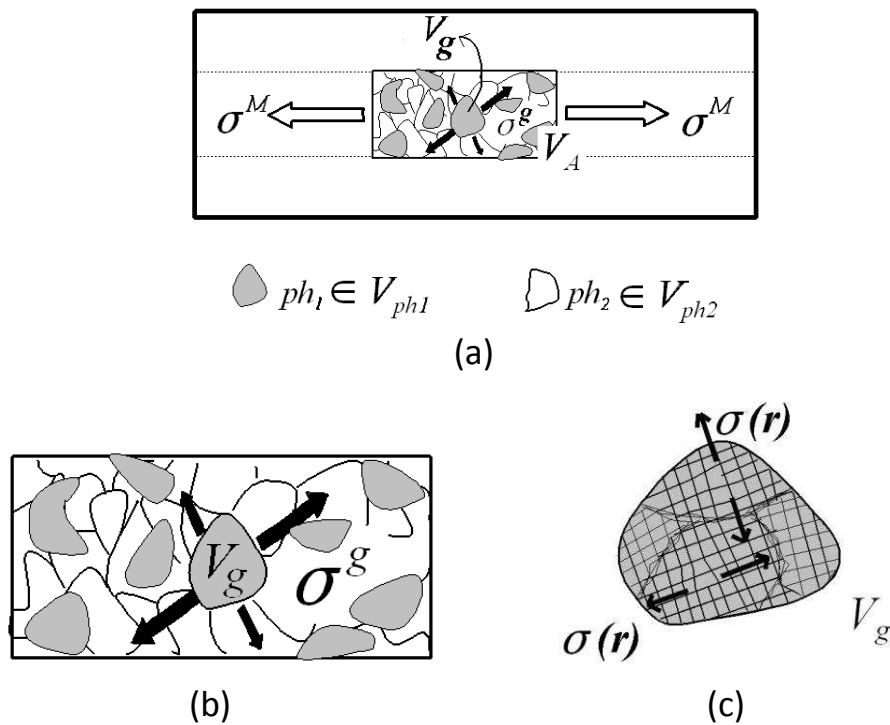 V_g
σ^M σ^g σ^M
V_A
ph_1 ∈ V_ph1 ph_2 ∈ V_ph2
(a)
V_g σ^g
(b)
σ(r)
σ(r) V_g
(c)